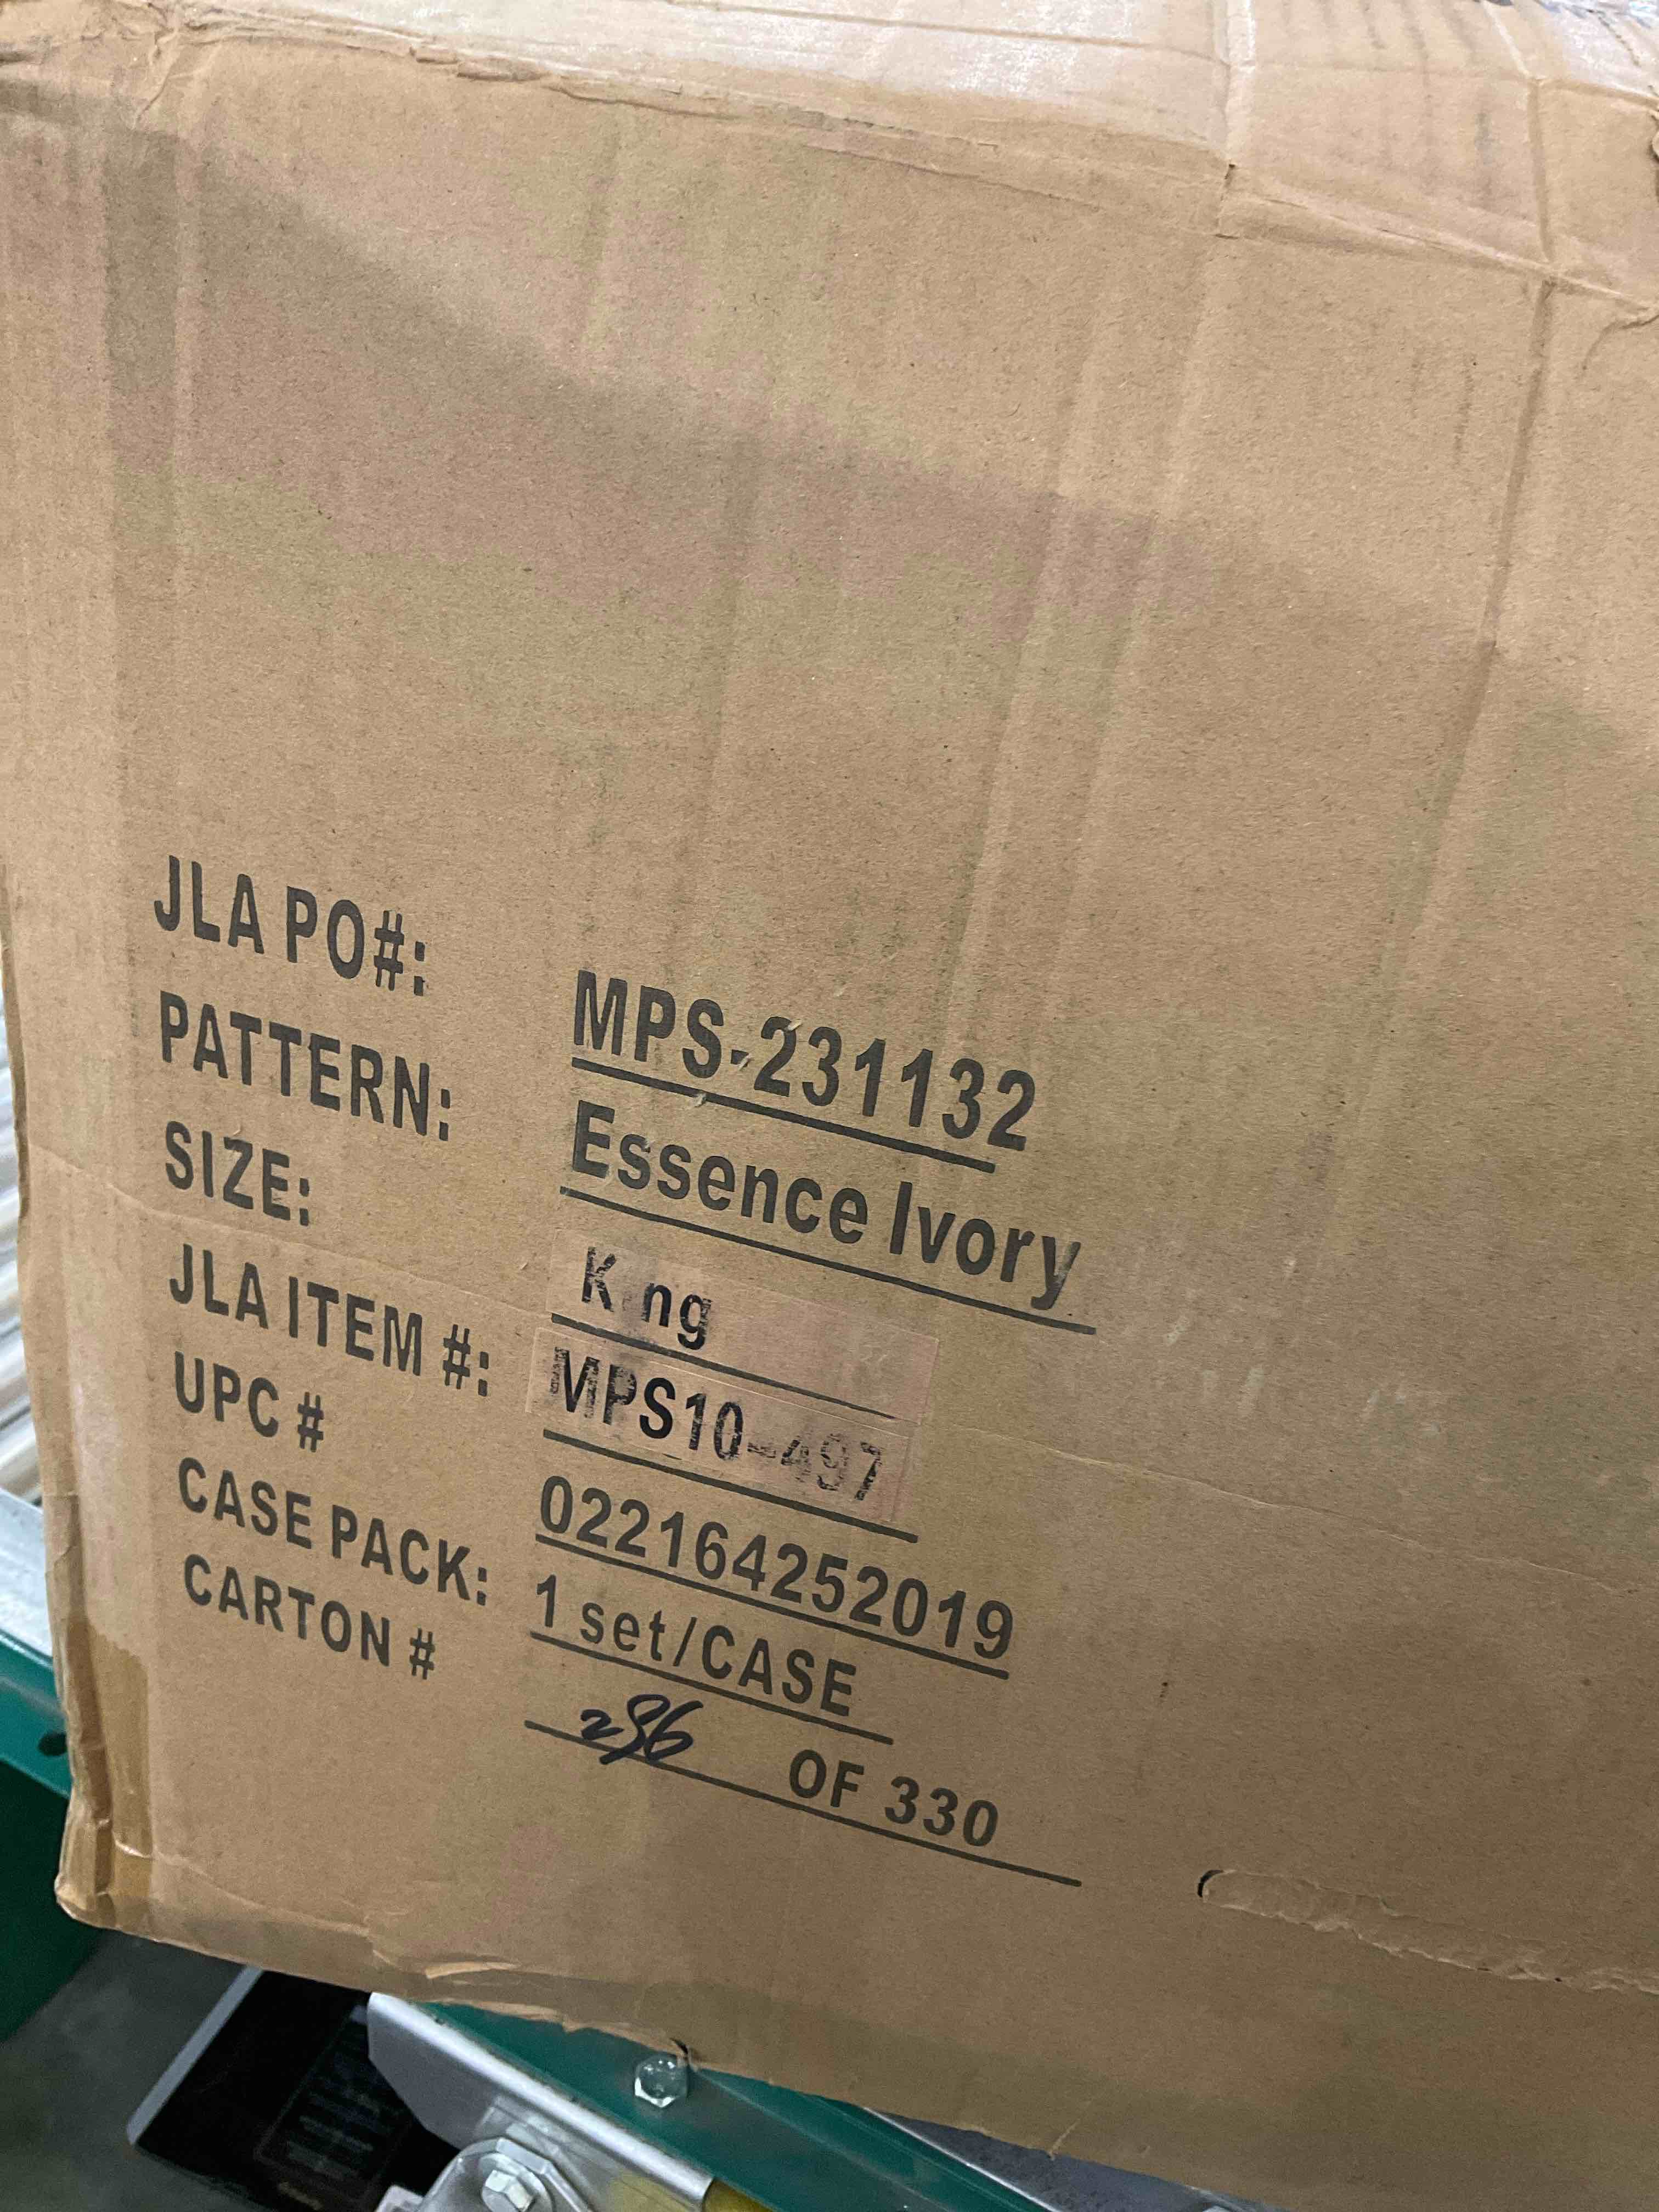 JLA PO#: MPS-231132
PATTERN: Essence Ivory
SIZE: K ng
JLA ITEM #: MPS10-497
UPC # 022164252019
CASE PACK: 1 set/CASE
CARTON # 296 OF 330